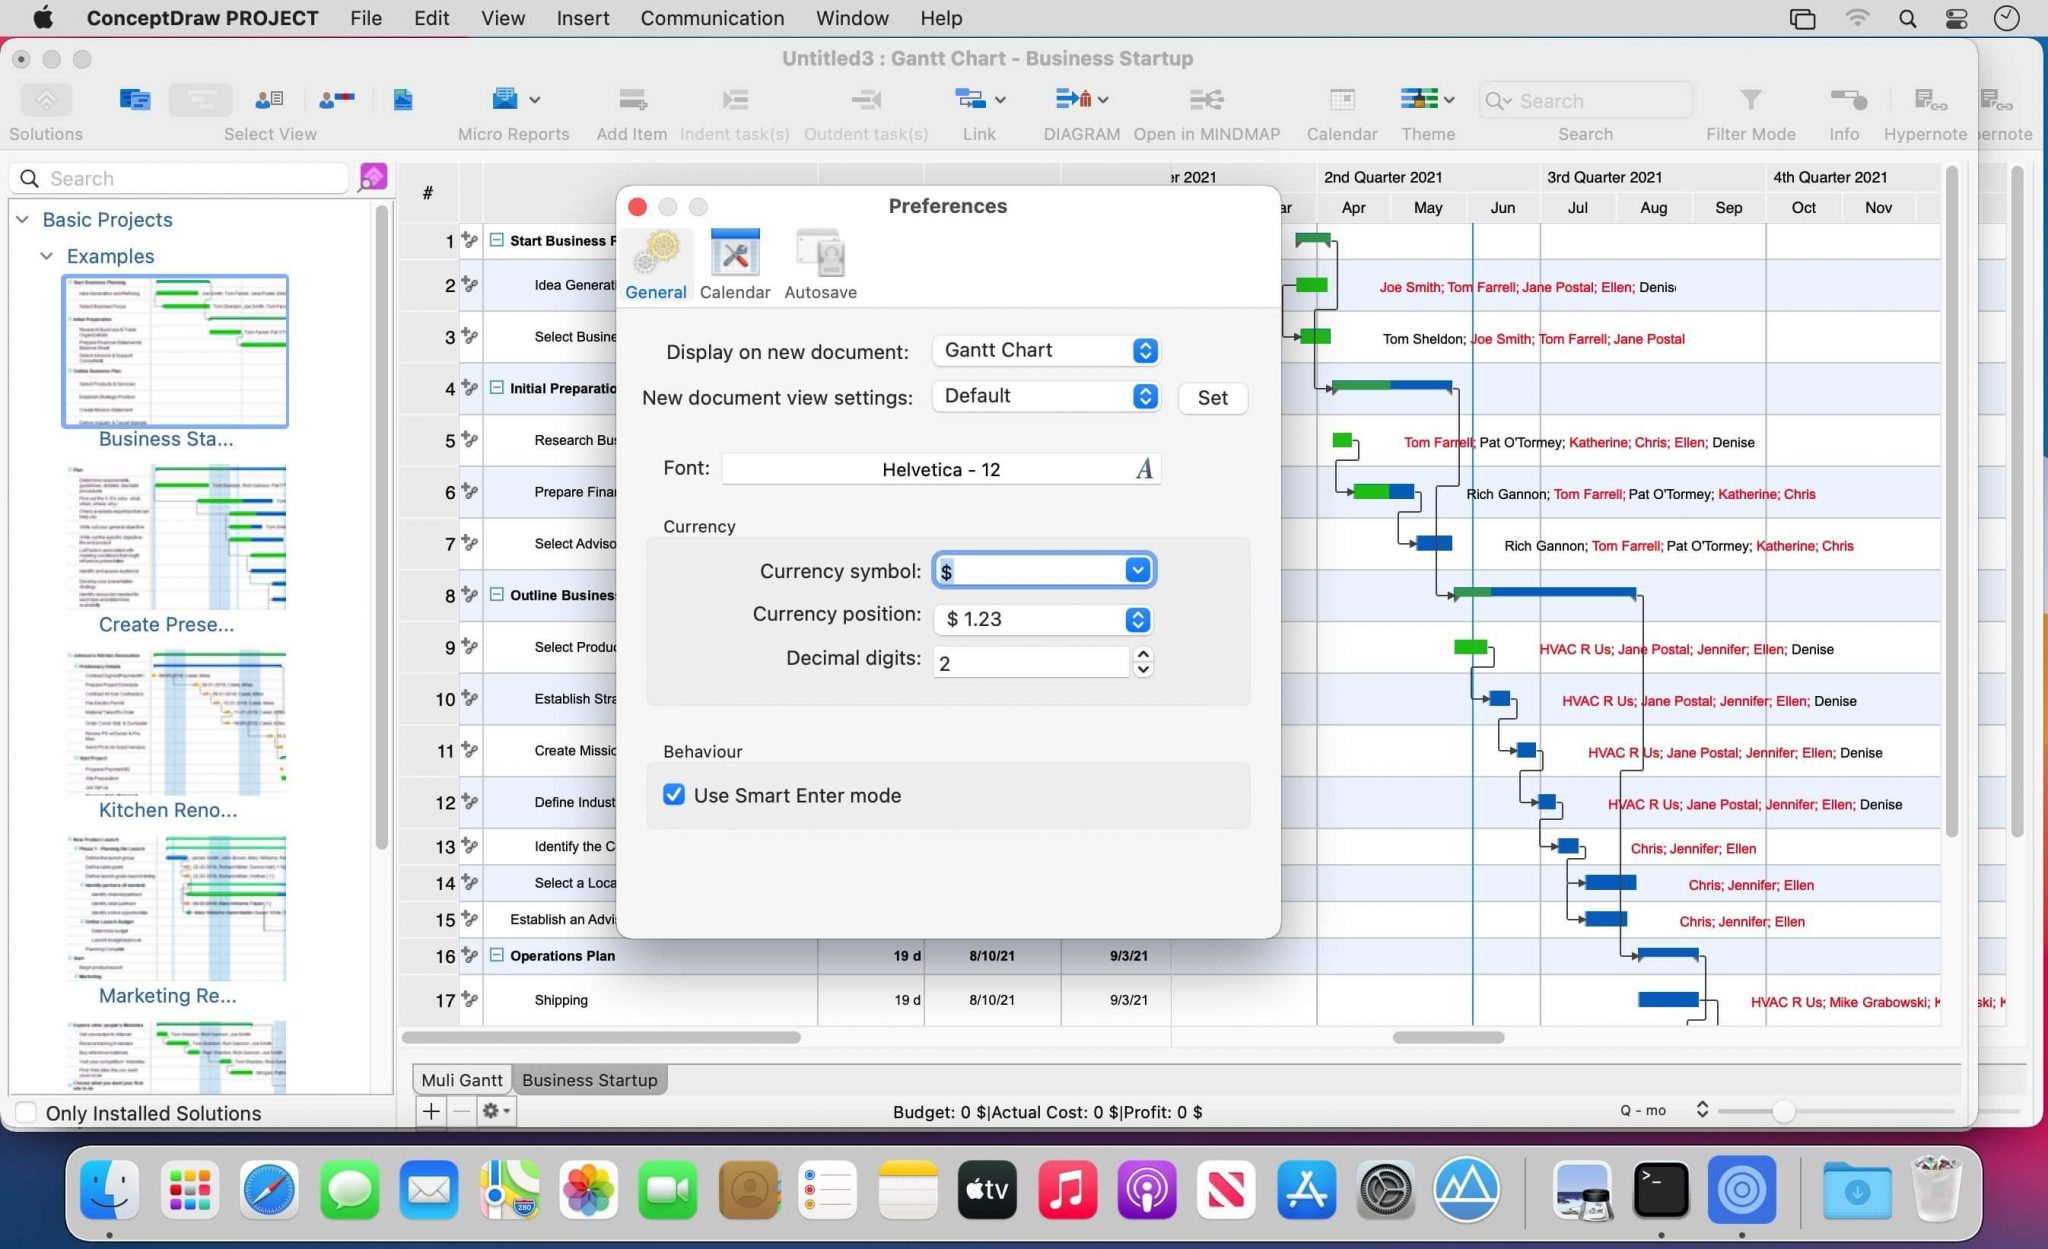 ConceptDraw PROJECT File Edit View Insert Communication Window Help
Untitled3 : Gantt Chart - Business Startup
Solutions Select View Micro Reports Add Item Indent task(s) Outdent task(s) Link DIAGRAM Open in MINDMAP Calendar Theme Search Filter Mode Info Hypernote ernote
Search
Search
Basic Projects
Examples
Business Sta...
Create Prese...
Kitchen Reno...
Marketing Re...
Only Installed Solutions
#
er 2021 2nd Quarter 2021 3rd Quarter 2021 4th Quarter 2021
ar Apr May Jun Jul Aug Sep Oct Nov
1 Start Business P
2 Idea Generat Joe Smith; Tom Farrell; Jane Postal; Ellen; Denis
3 Select Busine Tom Sheldon; Joe Smith; Tom Farrell; Jane Postal
4 Initial Preparatio
5 Research Bus Tom Farrell; Pat O'Tormey; Katherine; Chris; Ellen; Denise
6 Prepare Finar Rich Gannon; Tom Farrell; Pat O'Tormey; Katherine; Chris
7 Select Adviso Rich Gannon; Tom Farrell; Pat O'Tormey; Katherine; Chris
8 Outline Business
9 Select Produc HVAC R Us; Jane Postal; Jennifer; Ellen; Denise
10 Establish Stra HVAC R Us; Jane Postal; Jennifer; Ellen; Denise
11 Create Missic HVAC R Us; Jane Postal; Jennifer; Ellen; Denise
12 Define Indust HVAC R Us; Jane Postal; Jennifer; Ellen; Denise
13 Identify the C Chris; Jennifer; Ellen
14 Select a Loca Chris; Jennifer; Ellen
15 Establish an Advi Chris; Jennifer; Ellen
16 Operations Plan 19 d 8/10/21 9/3/21
17 Shipping 19 d 8/10/21 9/3/21 HVAC R Us; Mike Grabowski; K ski; K
Preferences
General Calendar Autosave
Display on new document: Gantt Chart
New document view settings: Default Set
Font: Helvetica - 12 A
Currency
Currency symbol: $
Currency position: $ 1.23
Decimal digits: 2
Behaviour
Use Smart Enter mode
Muli Gantt Business Startup
Budget: 0 $|Actual Cost: 0 $|Profit: 0 $
Q - mo
280
tv
>_